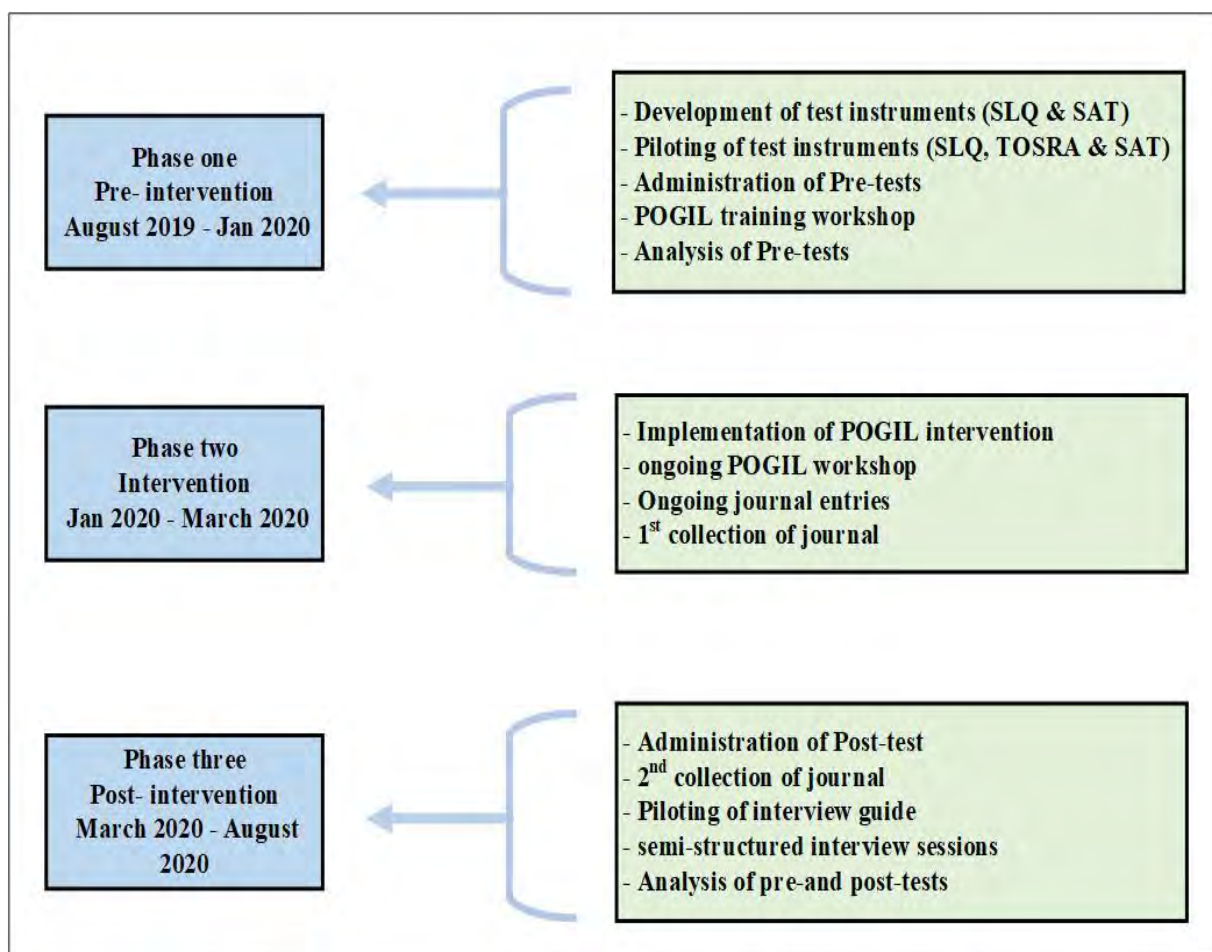 Phase one
Pre- intervention
August 2019 - Jan 2020
- Development of test instruments (SLQ & SAT)
- Piloting of test instruments (SLQ, TOSRA & SAT)
- Administration of Pre-tests
- POGIL training workshop
- Analysis of Pre-tests
Phase two
Intervention
Jan 2020 - March 2020
- Implementation of POGIL intervention
- ongoing POGIL workshop
- Ongoing journal entries
- 1st collection of journal
Phase three
Post- intervention
March 2020 - August
2020
- Administration of Post-test
- 2nd collection of journal
- Piloting of interview guide
- semi-structured interview sessions
- Analysis of pre-and post-tests